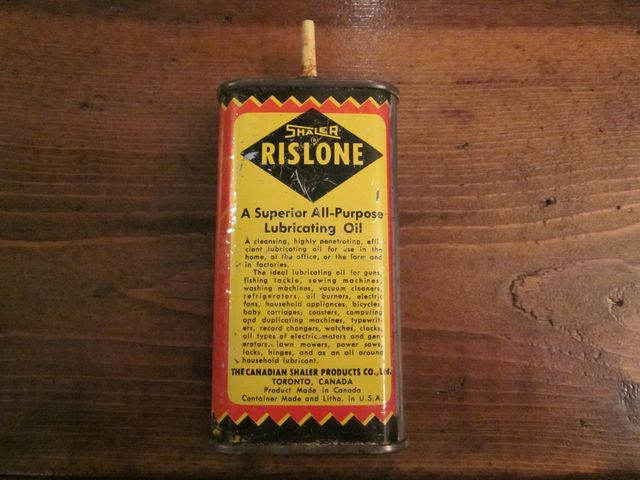 SHALER
RISLONE
A Superior All-Purpose
Lubricating Oil
A cleansing, highly penetrating, effi-
cient lubricating oil for use in the
home, at the office, or the farm and
in factories.
The ideal lubricating oil for guns,
fishing tackle, sewing machines,
washing machines, vacuum cleaners,
refrigerators, oil burners, electric
fans, household appliances, bicycles,
baby carriages, coasters, computing
and duplicating machines, typewrit-
ers, record changers, watches, clocks,
all types of electric motors and gen-
erators, lawn mowers, power saws,
locks, hinges, and as an all around
household lubricant.
THE CANADIAN SHALER PRODUCTS CO., Ltd.
TORONTO, CANADA
Product Made in Canada
Container Made and Litho. in U.S.A.